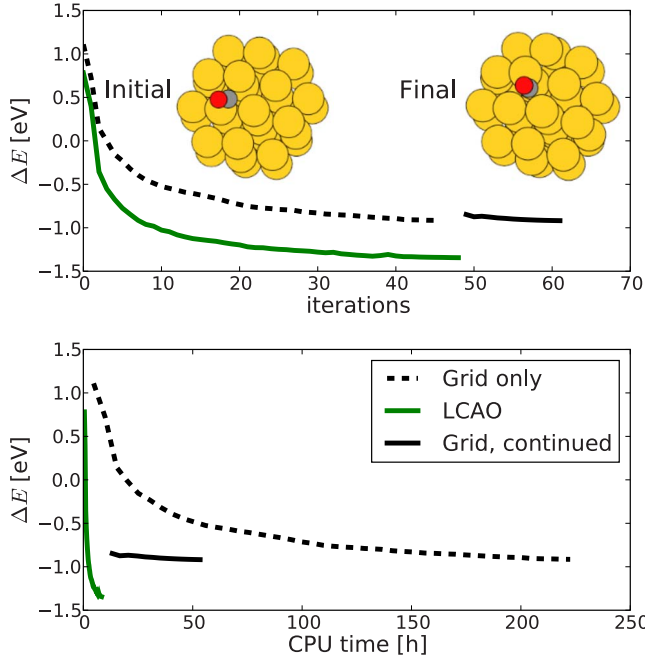 1.5
1.0
0.5
0.0
−0.5
−1.0
−1.5
ΔE [eV]
Initial
Final
0 10 20 30 40 50 60 70
iterations
1.5
1.0
0.5
0.0
−0.5
−1.0
−1.5
ΔE [eV]
Grid only
LCAO
Grid, continued
0 50 100 150 200 250
CPU time [h]